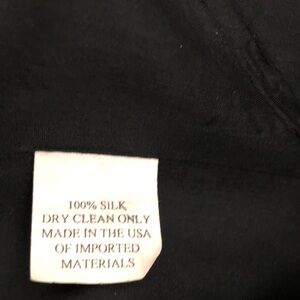 100% SILK
DRY CLEAN ONLY
MADE IN THE USA
OF IMPORTED
MATERIALS